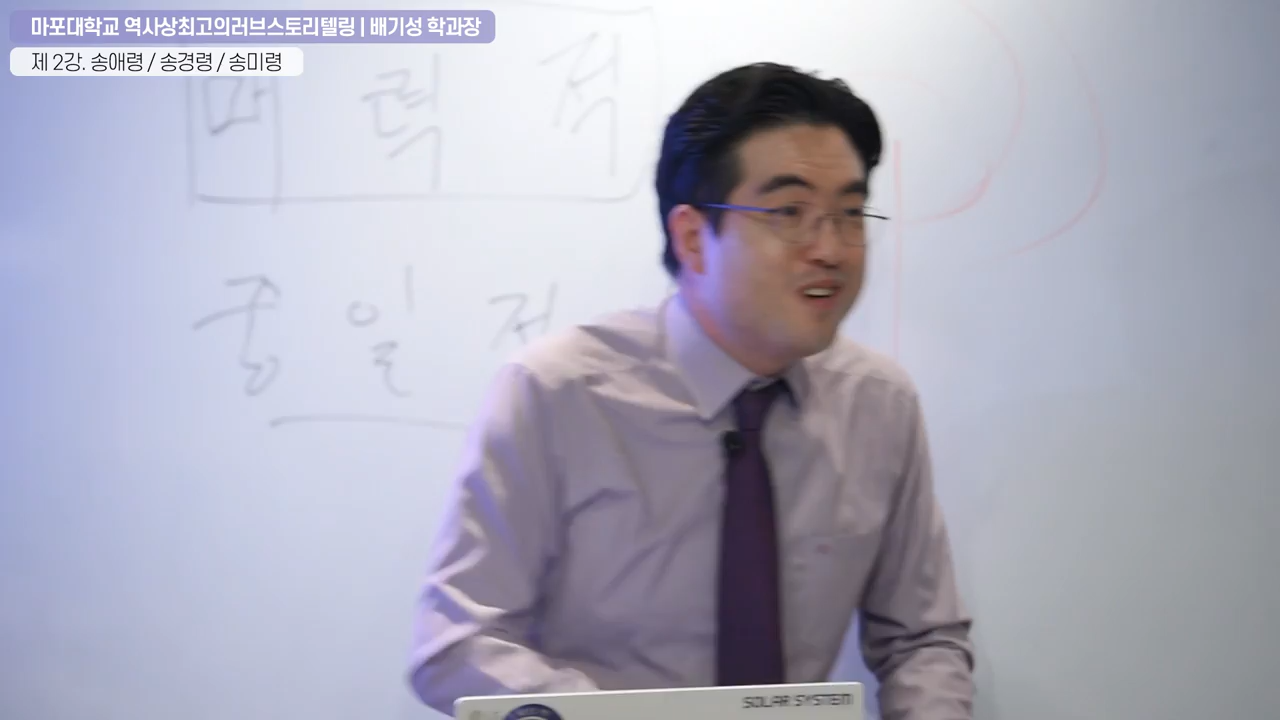 마포대학교 역사상최고의러브스토리텔링 | 배기성 학과장
제 2강. 송애령 / 송경령 / 송미령
매력적
중일저
SOLAR SYSTEM